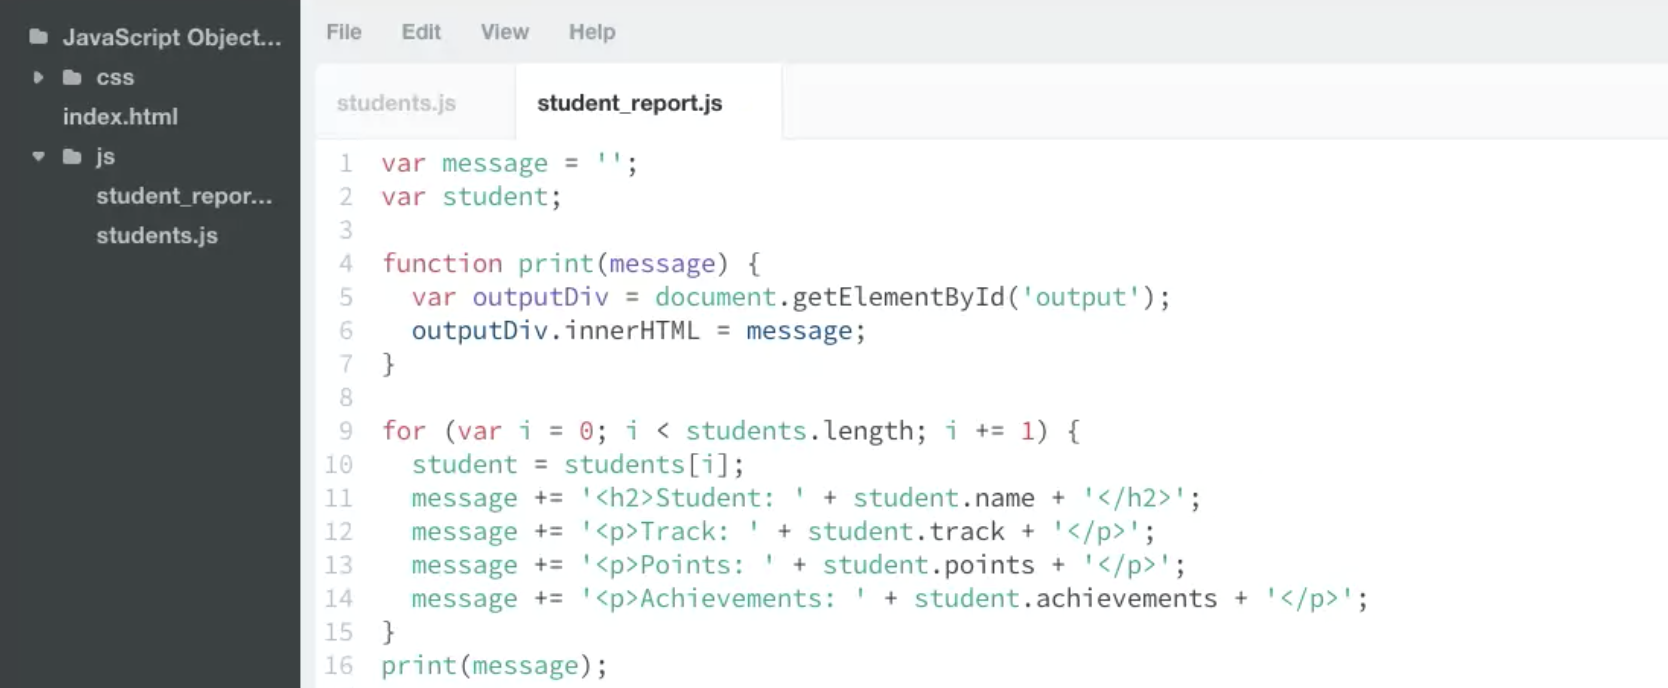 JavaScript Object...
css
index.html
js
student_repor...
students.js
File Edit View Help
students.js student_report.js
1 var message = '';
2 var student;
3
4 function print(message) {
5   var outputDiv = document.getElementById('output');
6   outputDiv.innerHTML = message;
7 }
8
9 for (var i = 0; i < students.length; i += 1) {
10   student = students[i];
11   message += '<h2>Student: ' + student.name + '</h2>';
12   message += '<p>Track: ' + student.track + '</p>';
13   message += '<p>Points: ' + student.points + '</p>';
14   message += '<p>Achievements: ' + student.achievements + '</p>';
15 }
16 print(message);